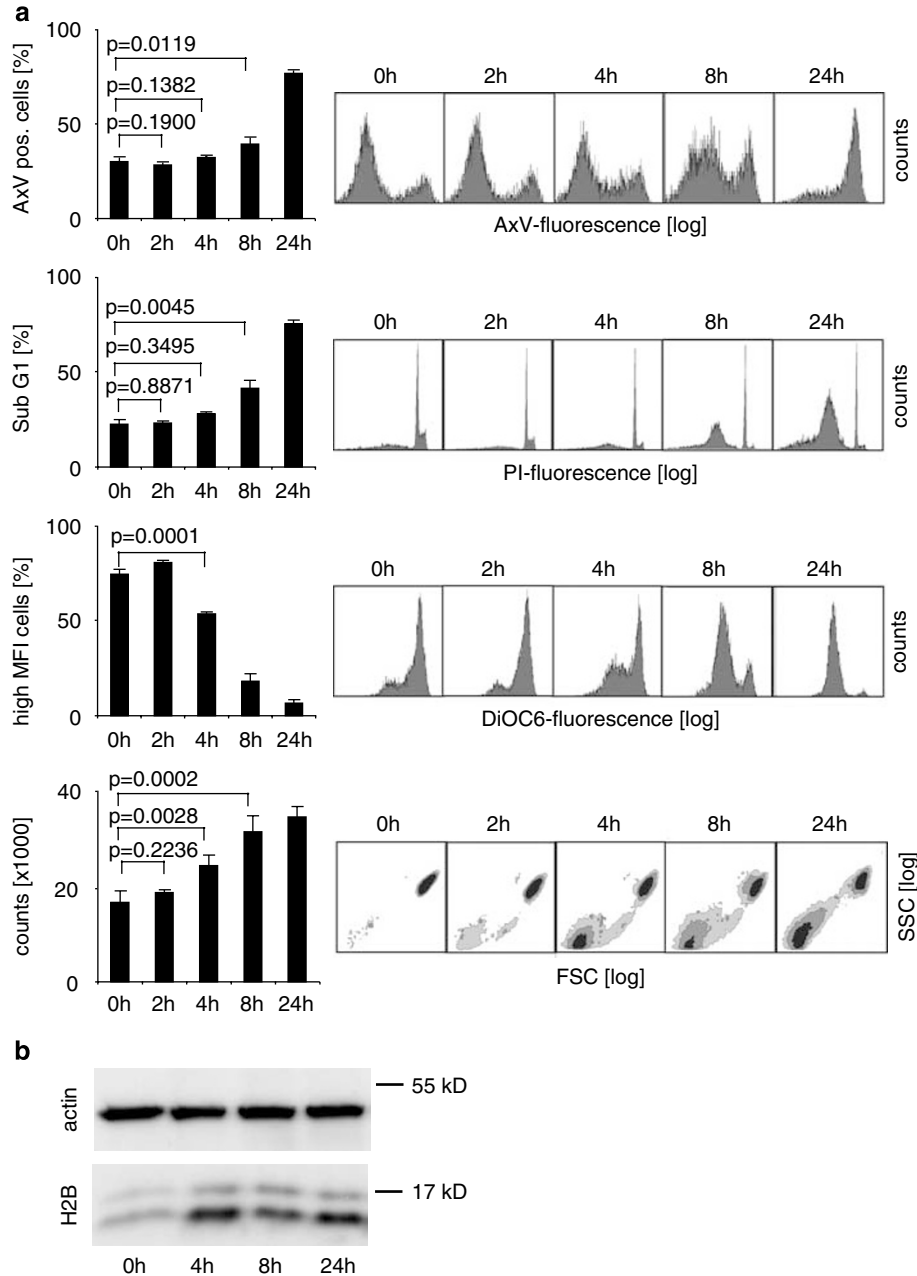 a
AxV pos. cells [%]
100
50
0
p=0.0119
p=0.1382
p=0.1900
0h 2h 4h 8h 24h
0h 2h 4h 8h 24h
counts
AxV-fluorescence [log]
Sub G1 [%]
100
50
0
p=0.0045
p=0.3495
p=0.8871
0h 2h 4h 8h 24h
0h 2h 4h 8h 24h
counts
PI-fluorescence [log]
high MFI cells [%]
100
50
0
p=0.0001
0h 2h 4h 8h 24h
0h 2h 4h 8h 24h
counts
DiOC6-fluorescence [log]
counts [x1000]
40
20
0
p=0.0002
p=0.0028
p=0.2236
0h 2h 4h 8h 24h
0h 2h 4h 8h 24h
SSC [log]
FSC [log]
b
actin
55 kD
H2B
17 kD
0h 4h 8h 24h